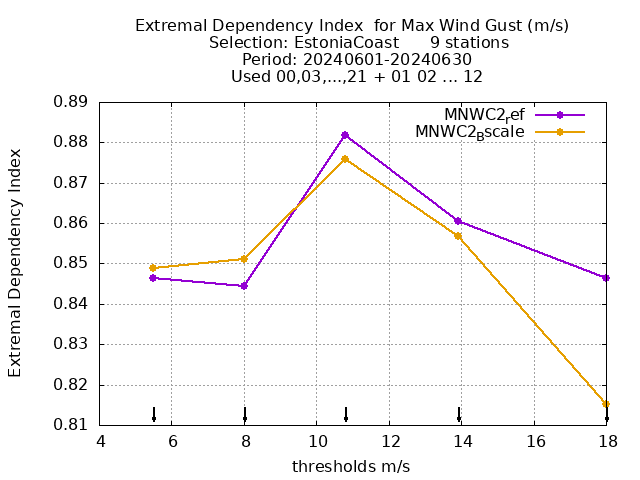 Extremal Dependency Index  for Max Wind Gust (m/s)
Selection: EstoniaCoast      9 stations
Period: 20240601-20240630
Used 00,03,...,21 + 01 02 ... 12
MNWC2ref
MNWC2Bscale
Extremal Dependency Index
0.89
0.88
0.87
0.86
0.85
0.84
0.83
0.82
0.81
4 6 8 10 12 14 16 18
thresholds m/s